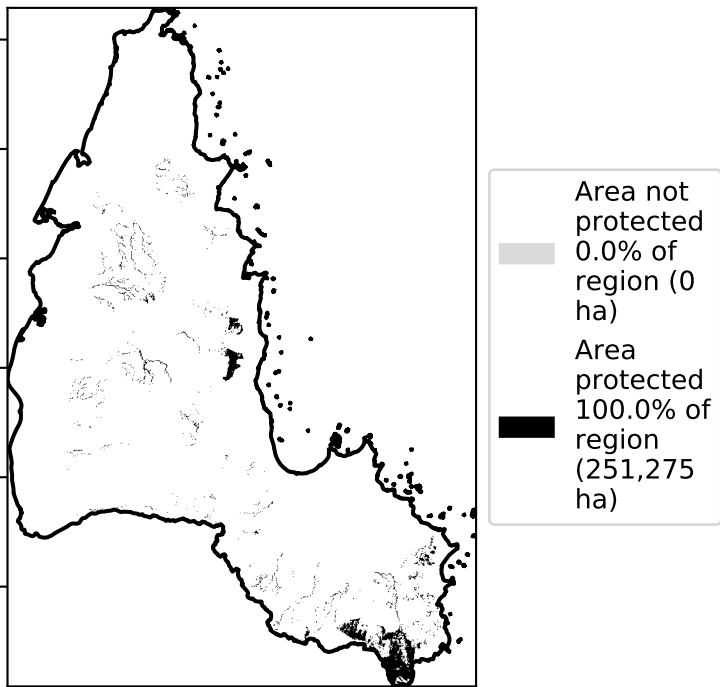 Area not
protected
0.0% of
region (0
ha)
Area
protected
100.0% of
region
(251,275
ha)